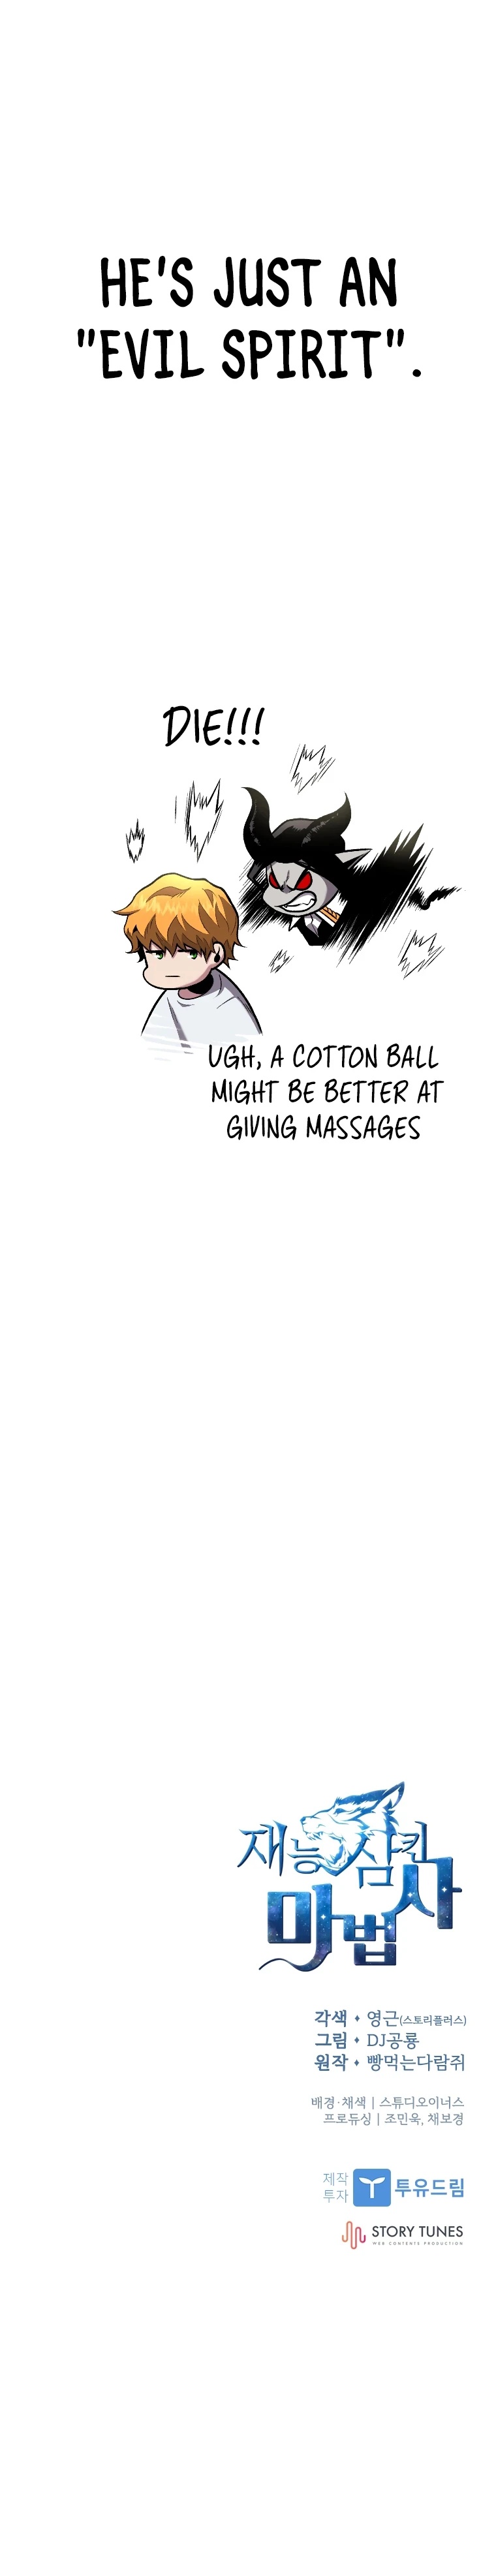 HE'S JUST AN
"EVIL SPIRIT".
DIE!!!
UGH, A COTTON BALL
MIGHT BE BETTER AT
GIVING MASSAGES
재능 삼킨
마법사
각색 ♦ 영근(스토리플러스)
그림 ♦ DJ공룡
원작 ♦ 빵먹는다람쥐
배경·채색 | 스튜디오이너스
프로듀싱 | 조민욱, 채보경
제작
투자
투유드림
STORY TUNES
WEB CONTENTS PRODUCTION